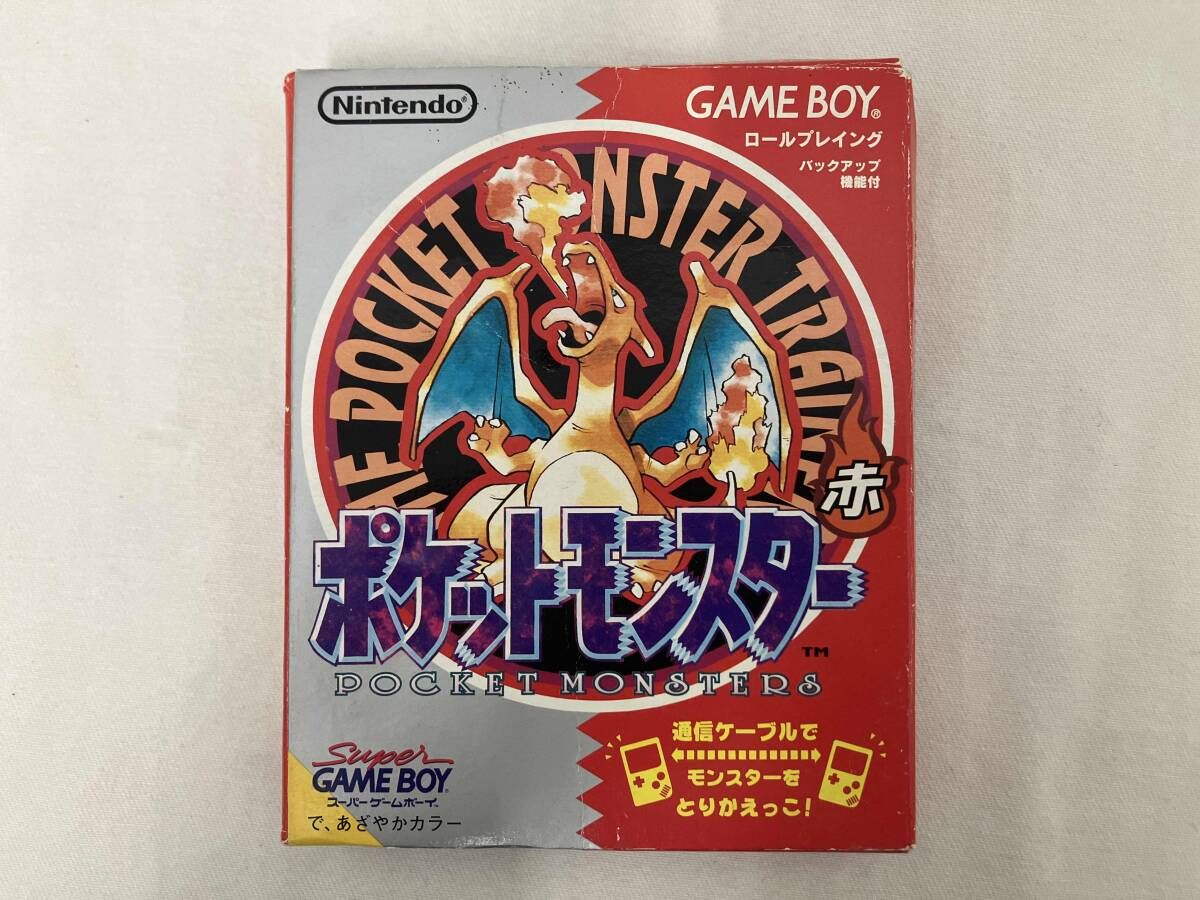 Nintendo®
GAME BOY®
ロールプレイング
バックアップ
機能付
HE POCKET MONSTER TRAINE
赤
ポケットモンスター
TM
POCKET MONSTERS
通信ケーブルで
モンスターを
とりかえっこ!
Super
GAME BOY
スーパーゲームボーイ
で、あざやかカラー